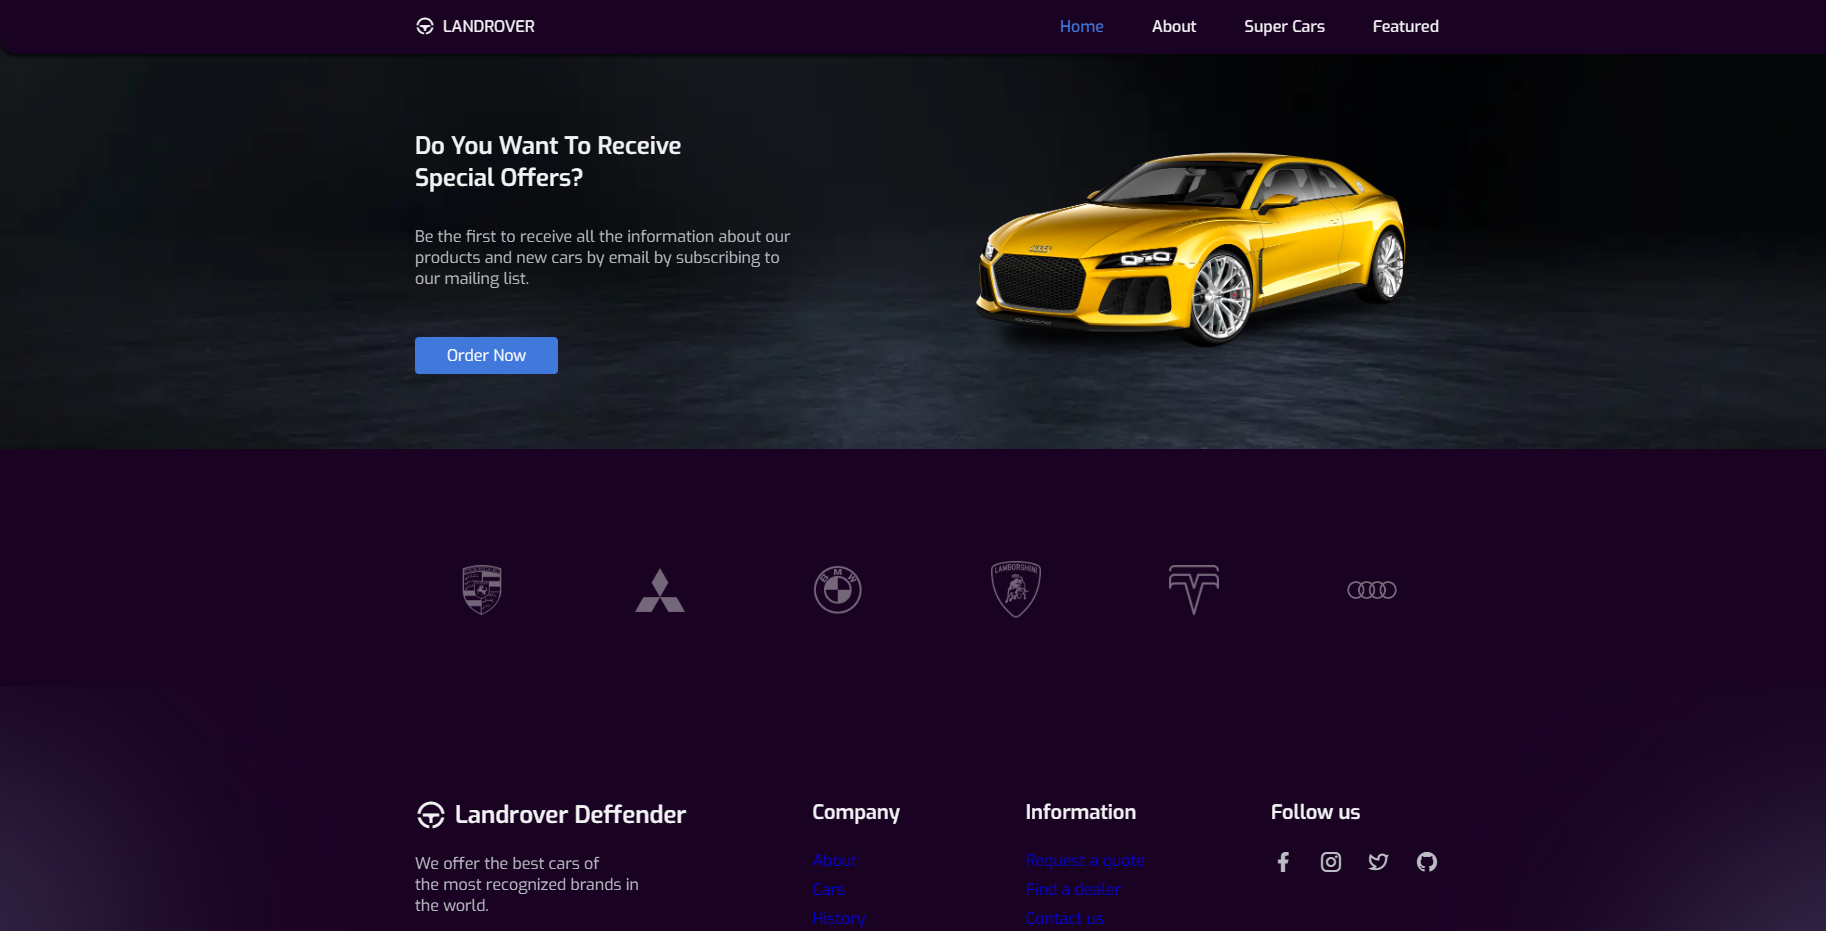 LANDROVER
Home About Super Cars Featured
Do You Want To Receive
Special Offers?
Be the first to receive all the information about our
products and new cars by email by subscribing to
our mailing list.
Order Now
BMW
LAMBORGHINI
Landrover Deffender
We offer the best cars of
the most recognized brands in
the world.
Company
About
Cars
History
Information
Request a quote
Find a dealer
Contact us
Follow us